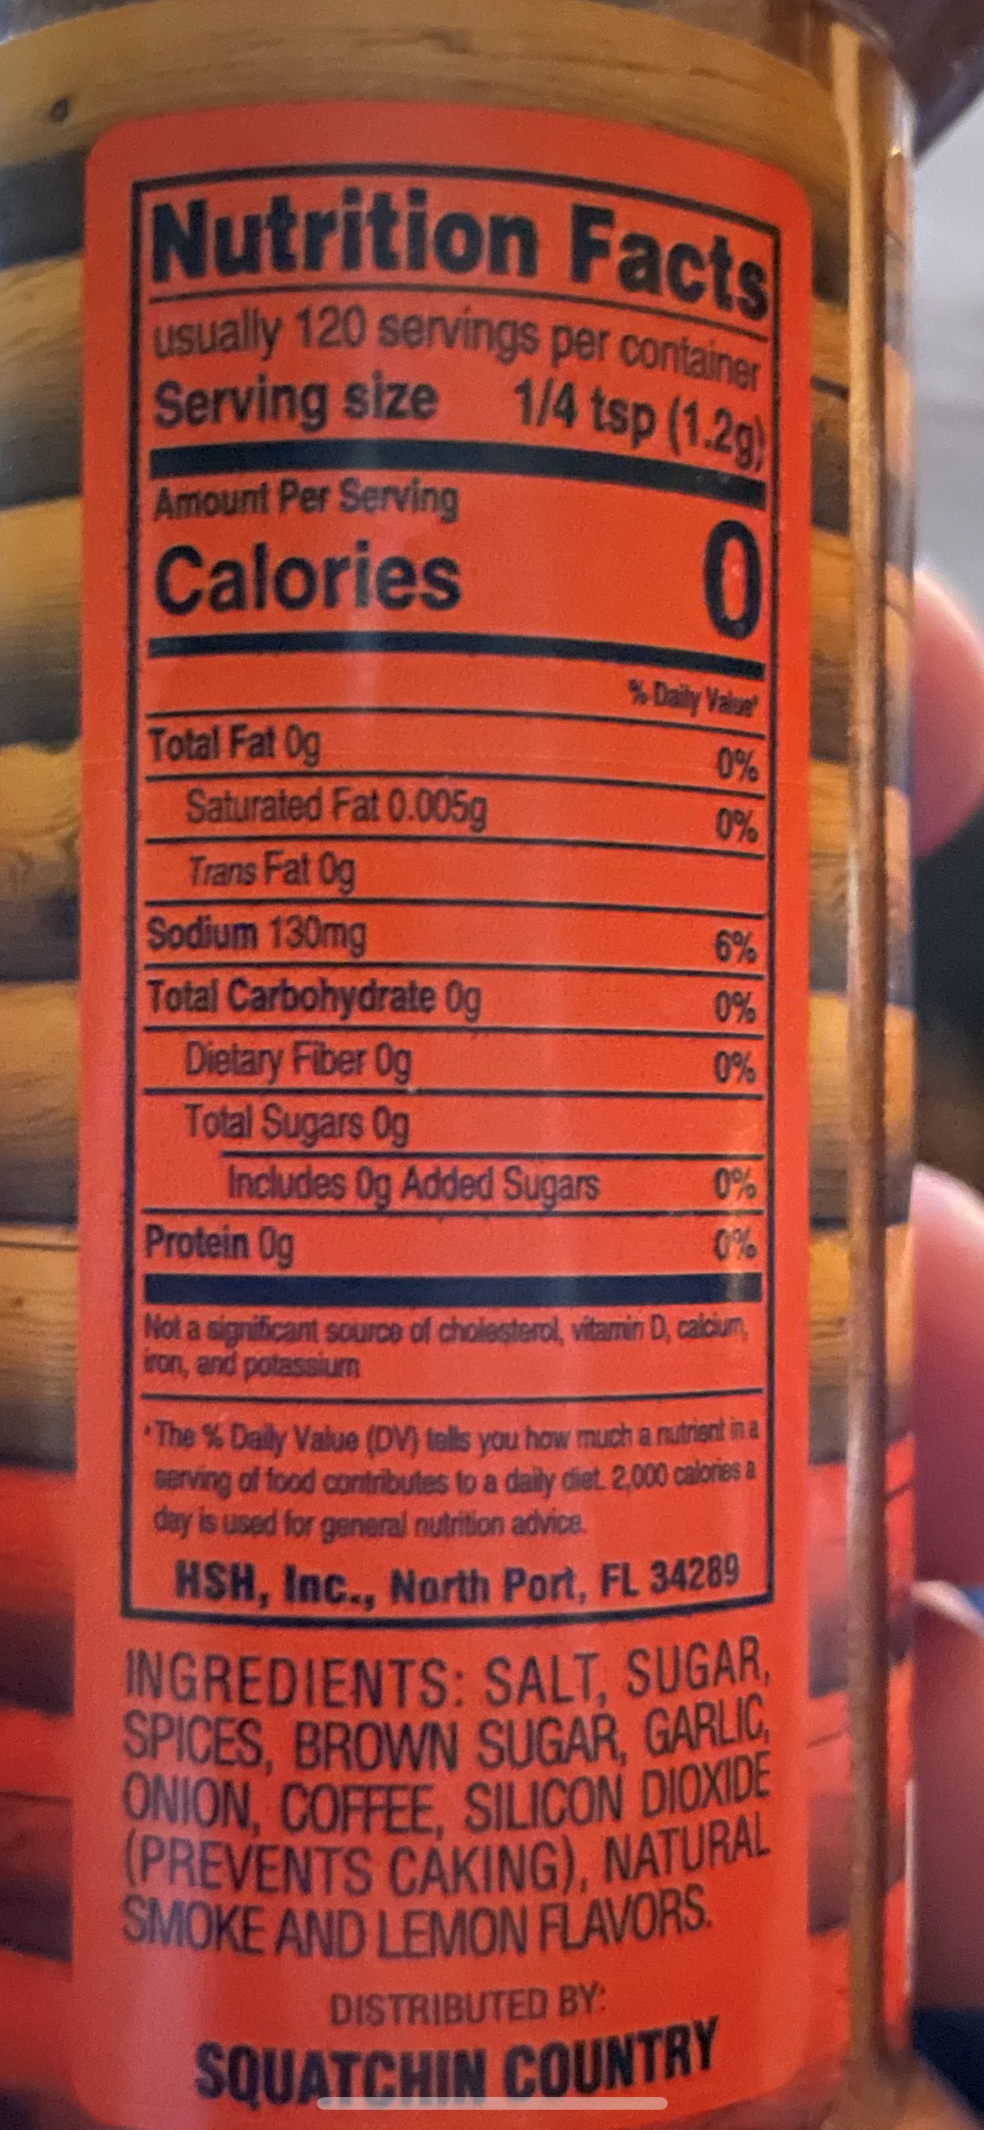 Nutrition Facts
usually 120 servings per container
Serving size 1/4 tsp (1.2g)
Amount Per Serving
Calories 0
% Daily Value*
Total Fat 0g 0%
Saturated Fat 0.005g 0%
Trans Fat 0g
Sodium 130mg 6%
Total Carbohydrate 0g 0%
Dietary Fiber 0g 0%
Total Sugars 0g
Includes 0g Added Sugars 0%
Protein 0g 0%
Not a significant source of cholesterol, vitamin D, calcium,
iron, and potassium
*The % Daily Value (DV) tells you how much a nutrient in a
serving of food contributes to a daily diet. 2,000 calories a
day is used for general nutrition advice.
HSH, Inc., North Port, FL 34289
INGREDIENTS: SALT, SUGAR,
SPICES, BROWN SUGAR, GARLIC,
ONION, COFFEE, SILICON DIOXIDE
(PREVENTS CAKING), NATURAL
SMOKE AND LEMON FLAVORS.
DISTRIBUTED BY:
SQUATCHIN COUNTRY